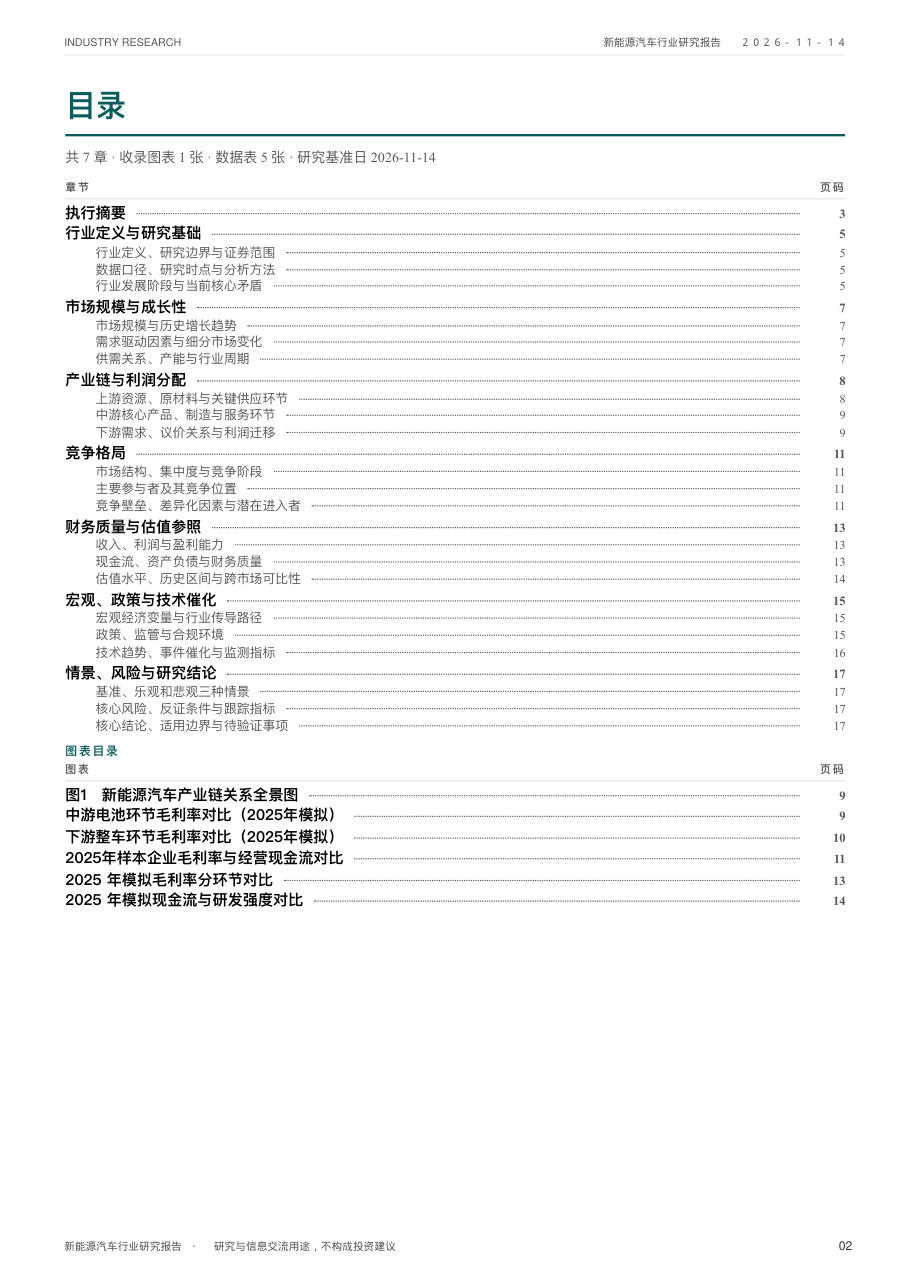 INDUSTRY RESEARCH 新能源汽车行业研究报告 2026-11-14
目录
共 7 章 · 收录图表 1 张 · 数据表 5 张 · 研究基准日 2026-11-14
章节 页码
执行摘要 3
行业定义与研究基础 5
行业定义、研究边界与证券范围 5
数据口径、研究时点与分析方法 5
行业发展阶段与当前核心矛盾 5
市场规模与成长性 7
市场规模与历史增长趋势 7
需求驱动因素与细分市场变化 7
供需关系、产能与行业周期 7
产业链与利润分配 8
上游资源、原材料与关键供应环节 8
中游核心产品、制造与服务环节 9
下游需求、议价关系与利润迁移 9
竞争格局 11
市场结构、集中度与竞争阶段 11
主要参与者及其竞争位置 11
竞争壁垒、差异化因素与潜在进入者 11
财务质量与估值参照 13
收入、利润与盈利能力 13
现金流、资产负债与财务质量 13
估值水平、历史区间与跨市场可比性 14
宏观、政策与技术催化 15
宏观经济变量与行业传导路径 15
政策、监管与合规环境 15
技术趋势、事件催化与监测指标 16
情景、风险与研究结论 17
基准、乐观和悲观三种情景 17
核心风险、反证条件与跟踪指标 17
核心结论、适用边界与待验证事项 17
图表目录
图表 页码
图1 新能源汽车产业链关系全景图 9
中游电池环节毛利率对比（2025年模拟） 9
下游整车环节毛利率对比（2025年模拟） 10
2025年样本企业毛利率与经营现金流对比 11
2025 年模拟毛利率分环节对比 13
2025 年模拟现金流与研发强度对比 14
新能源汽车行业研究报告 · 研究与信息交流用途，不构成投资建议 02